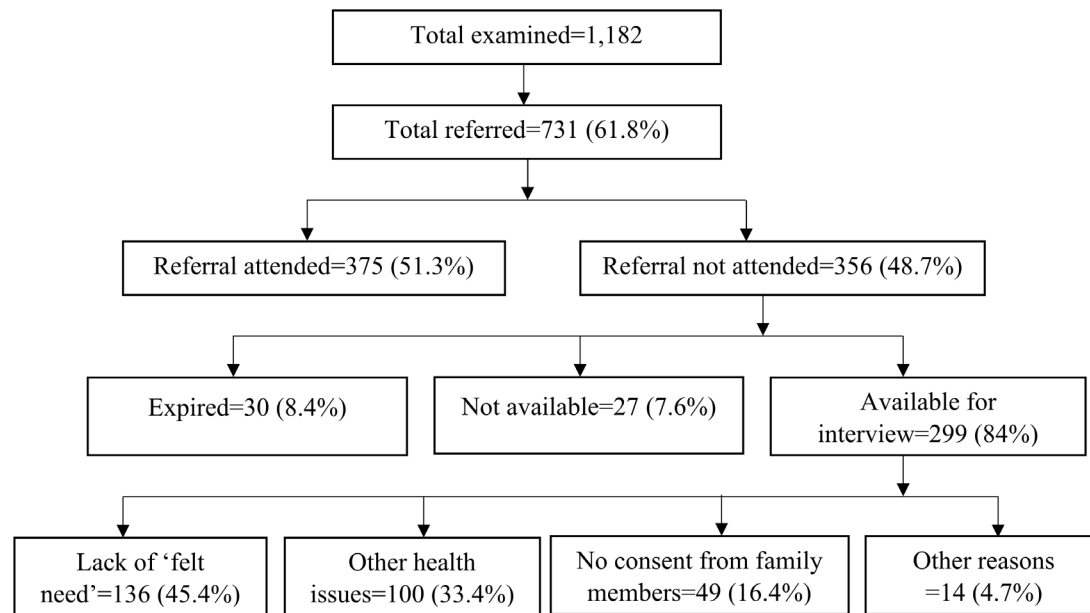 Total examined=1,182
Total referred=731 (61.8%)
Referral attended=375 (51.3%)
Referral not attended=356 (48.7%)
Expired=30 (8.4%)
Not available=27 (7.6%)
Available for
interview=299 (84%)
Lack of ‘felt
need’=136 (45.4%)
Other health
issues=100 (33.4%)
No consent from family
members=49 (16.4%)
Other reasons
=14 (4.7%)